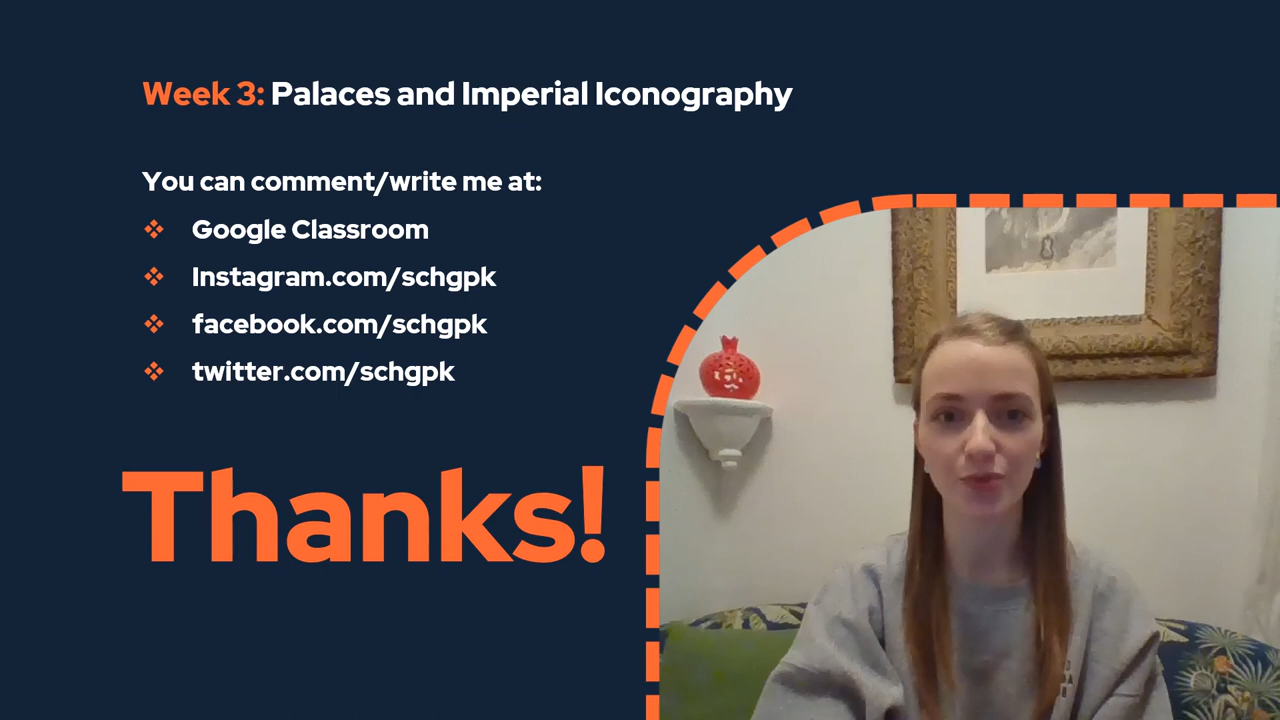 Week 3: Palaces and Imperial Iconography
You can comment/write me at:
❖ Google Classroom
❖ Instagram.com/schgpk
❖ facebook.com/schgpk
❖ twitter.com/schgpk
Thanks!